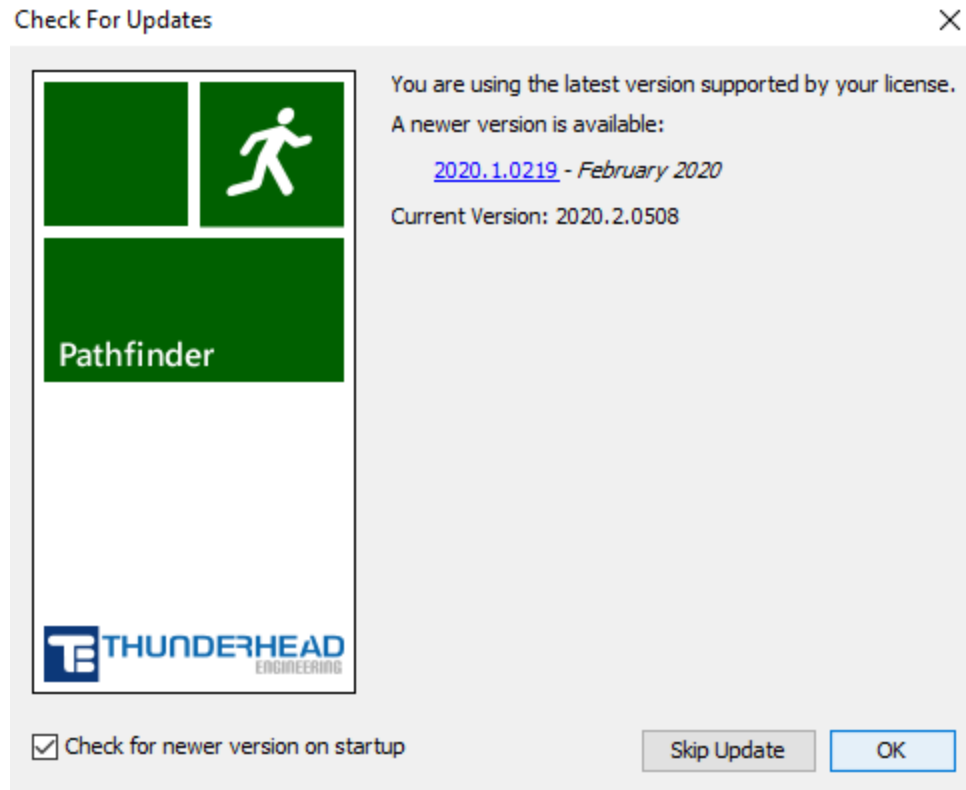 Check For Updates
You are using the latest version supported by your license.
A newer version is available:
2020.1.0219 - February 2020
Current Version: 2020.2.0508
Pathfinder
THUNDERHEAD
ENGINEERING
Check for newer version on startup
Skip Update
OK